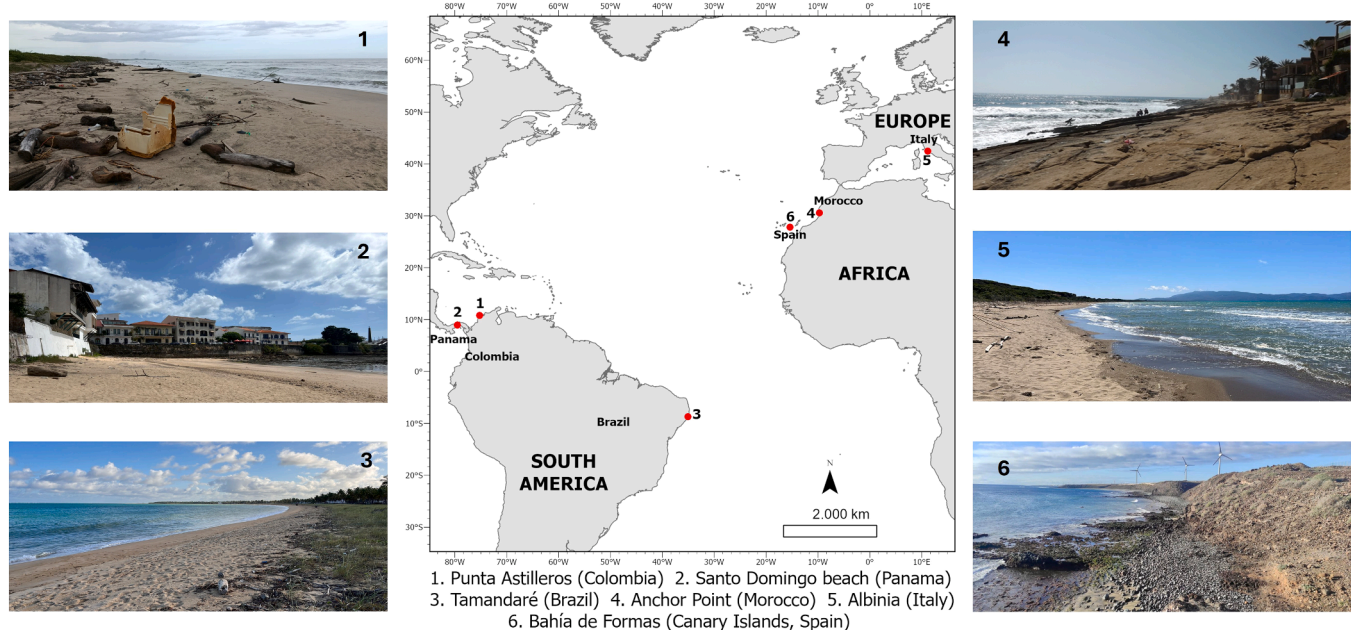 1
2
3
4
5
6
60°N
50°N
40°N
30°N
20°N
10°N
0°
10°S
20°S
30°S
80°W
70°W
60°W
50°W
40°W
30°W
20°W
10°W
0°
10°E
EUROPE
Italy
5
Morocco
4
6
Spain
AFRICA
1
2
Panama
Colombia
Brazil
3
SOUTH
AMERICA
N
2.000 km
1. Punta Astilleros (Colombia) 2. Santo Domingo beach (Panama)
3. Tamandaré (Brazil) 4. Anchor Point (Morocco) 5. Albinia (Italy)
6. Bahía de Formas (Canary Islands, Spain)